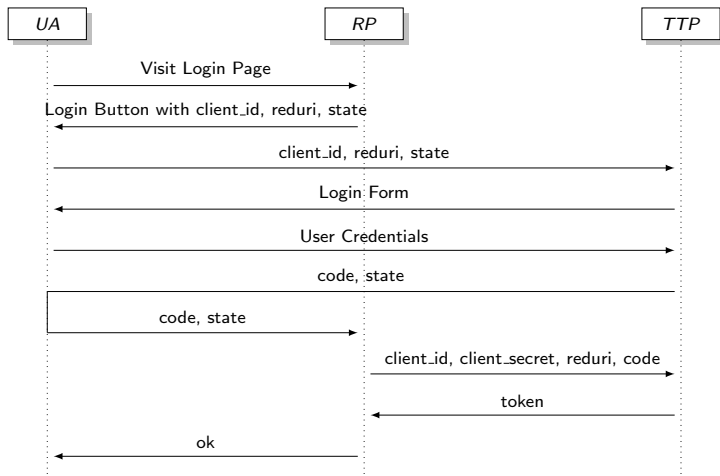 UA
RP
TTP
Visit Login Page
Login Button with client_id, reduri, state
client_id, reduri, state
Login Form
User Credentials
code, state
code, state
client_id, client_secret, reduri, code
token
ok